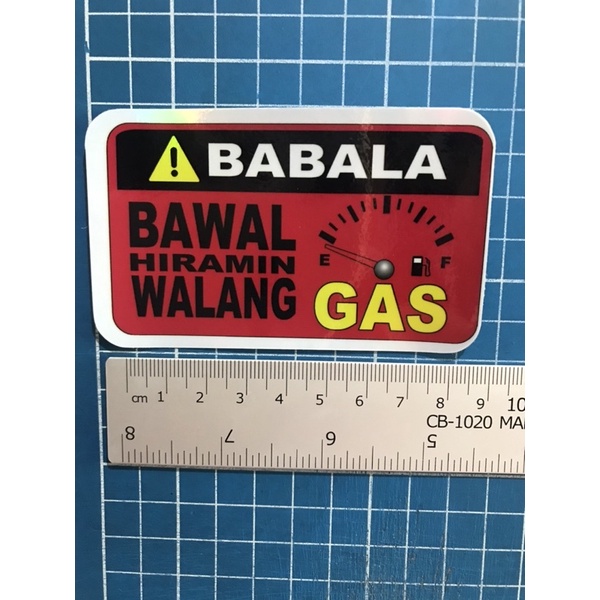 ! BABALA
BAWAL
HIRAMIN
WALANG
E F
GAS
cm 1 2 3 4 5 6 7 8 9 10
CB-1020
8 7 6 5